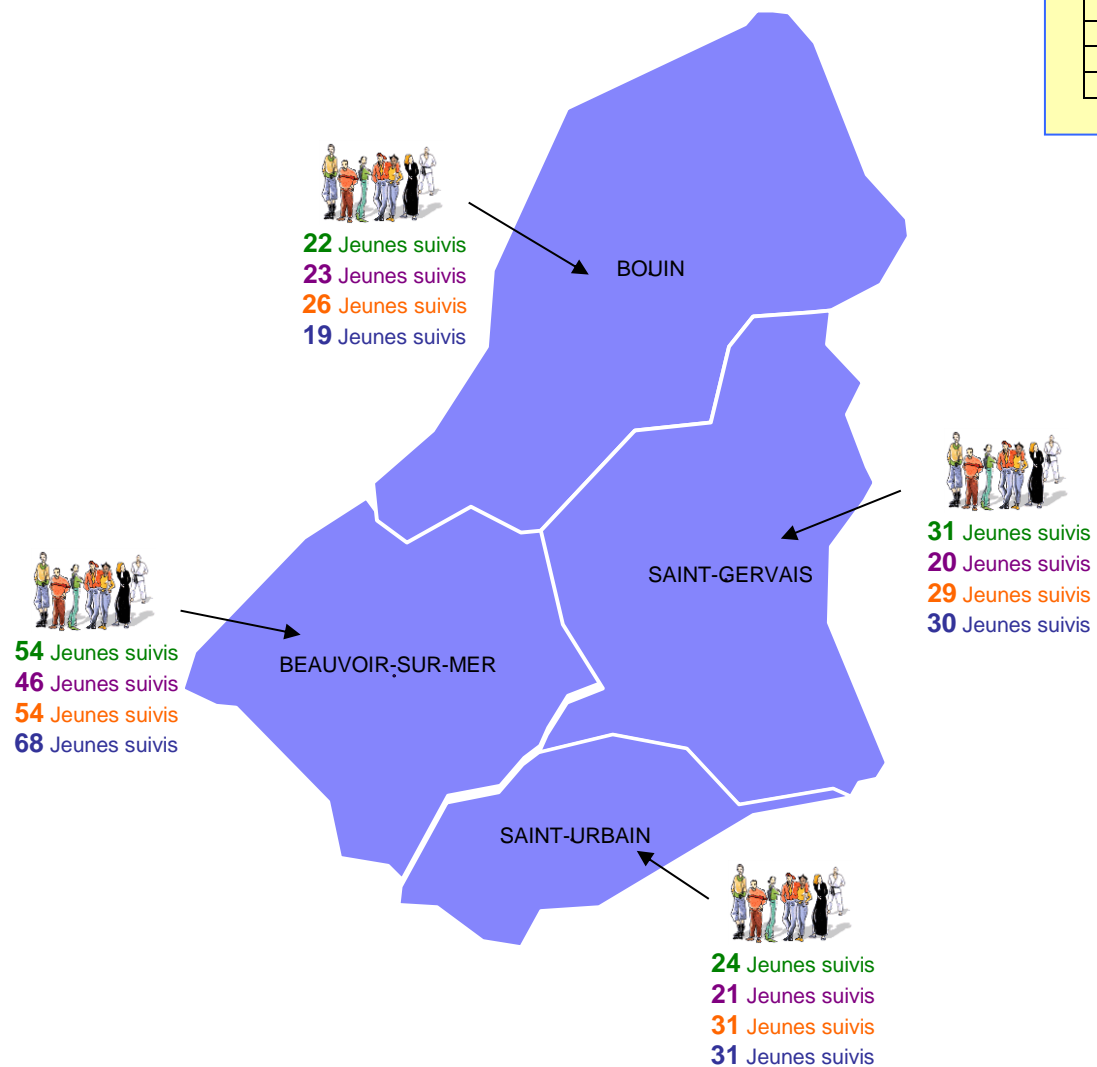 22 Jeunes suivis
23 Jeunes suivis
26 Jeunes suivis
19 Jeunes suivis
BOUIN
31 Jeunes suivis
20 Jeunes suivis
29 Jeunes suivis
30 Jeunes suivis
SAINT-GERVAIS
54 Jeunes suivis
46 Jeunes suivis
54 Jeunes suivis
68 Jeunes suivis
BEAUVOIR-SUR-MER
SAINT-URBAIN
24 Jeunes suivis
21 Jeunes suivis
31 Jeunes suivis
31 Jeunes suivis